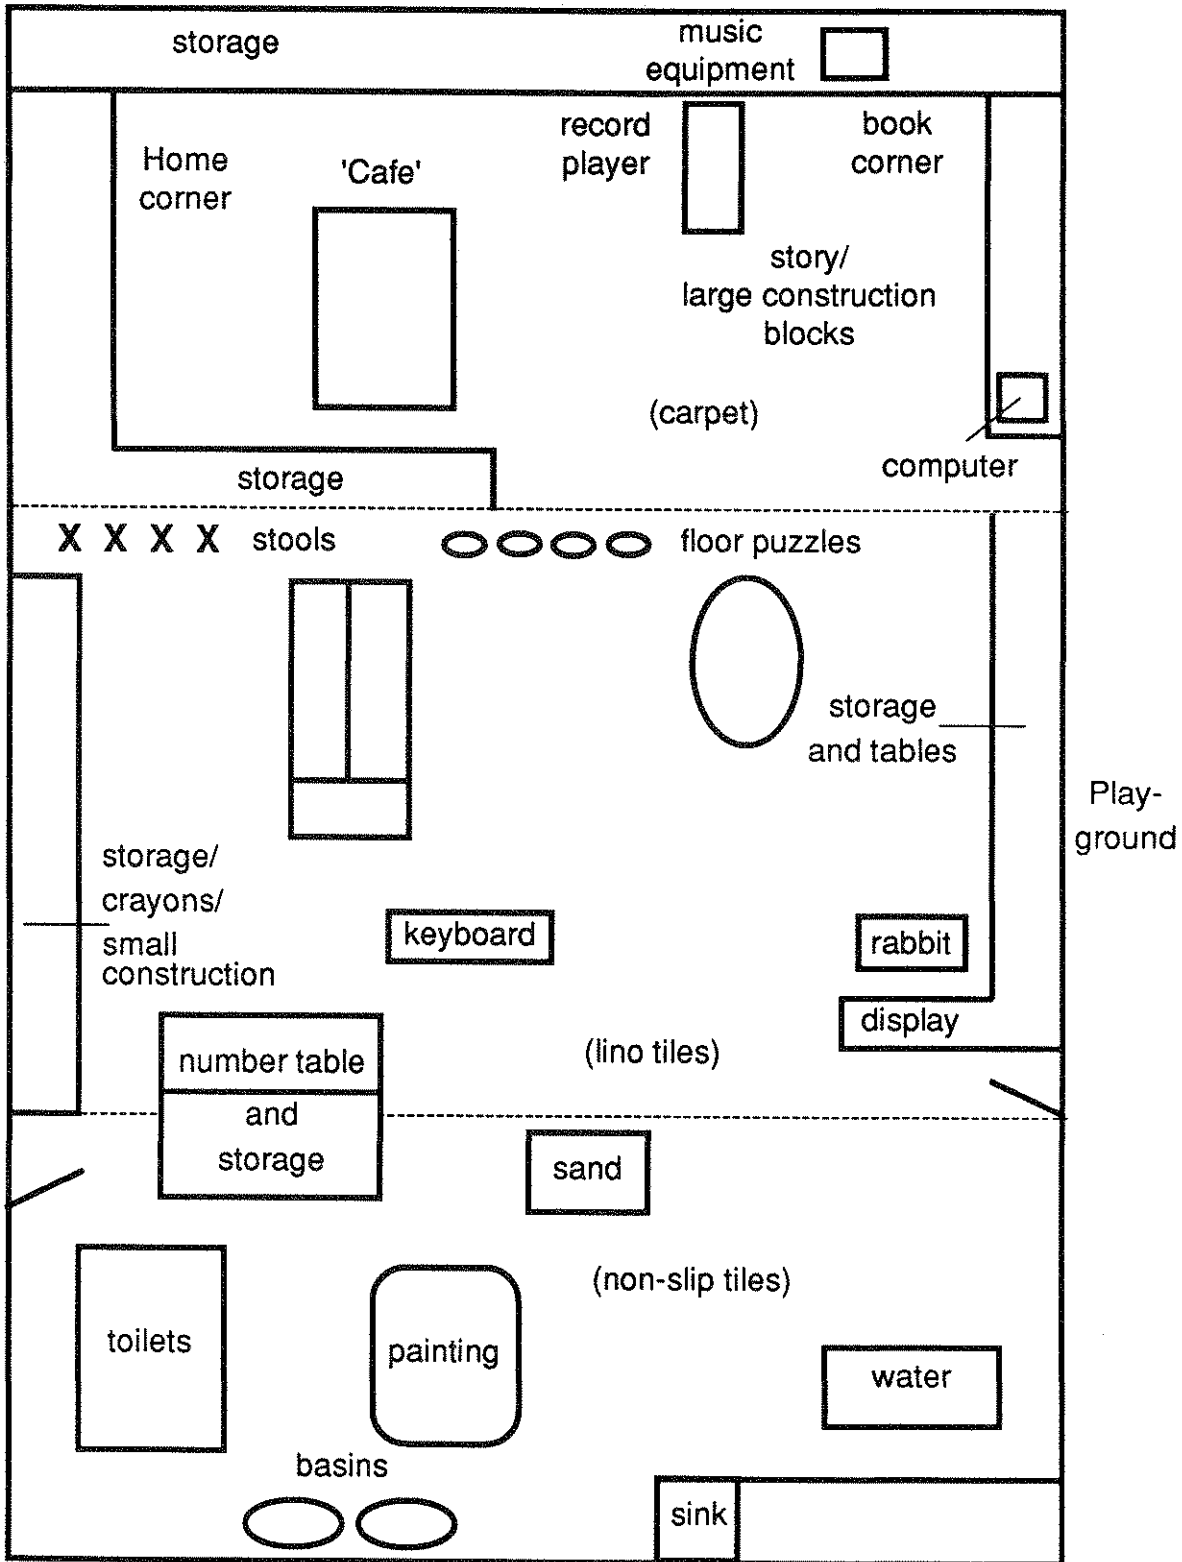 storage
music
equipment
record
player
book
corner
Home
corner
'Cafe'
story/
large construction
blocks
(carpet)
computer
storage
X X X X stools
floor puzzles
storage
and tables
Play-
ground
storage/
crayons/
small
construction
keyboard
rabbit
display
number table
and
storage
(lino tiles)
sand
(non-slip tiles)
toilets
painting
water
basins
sink